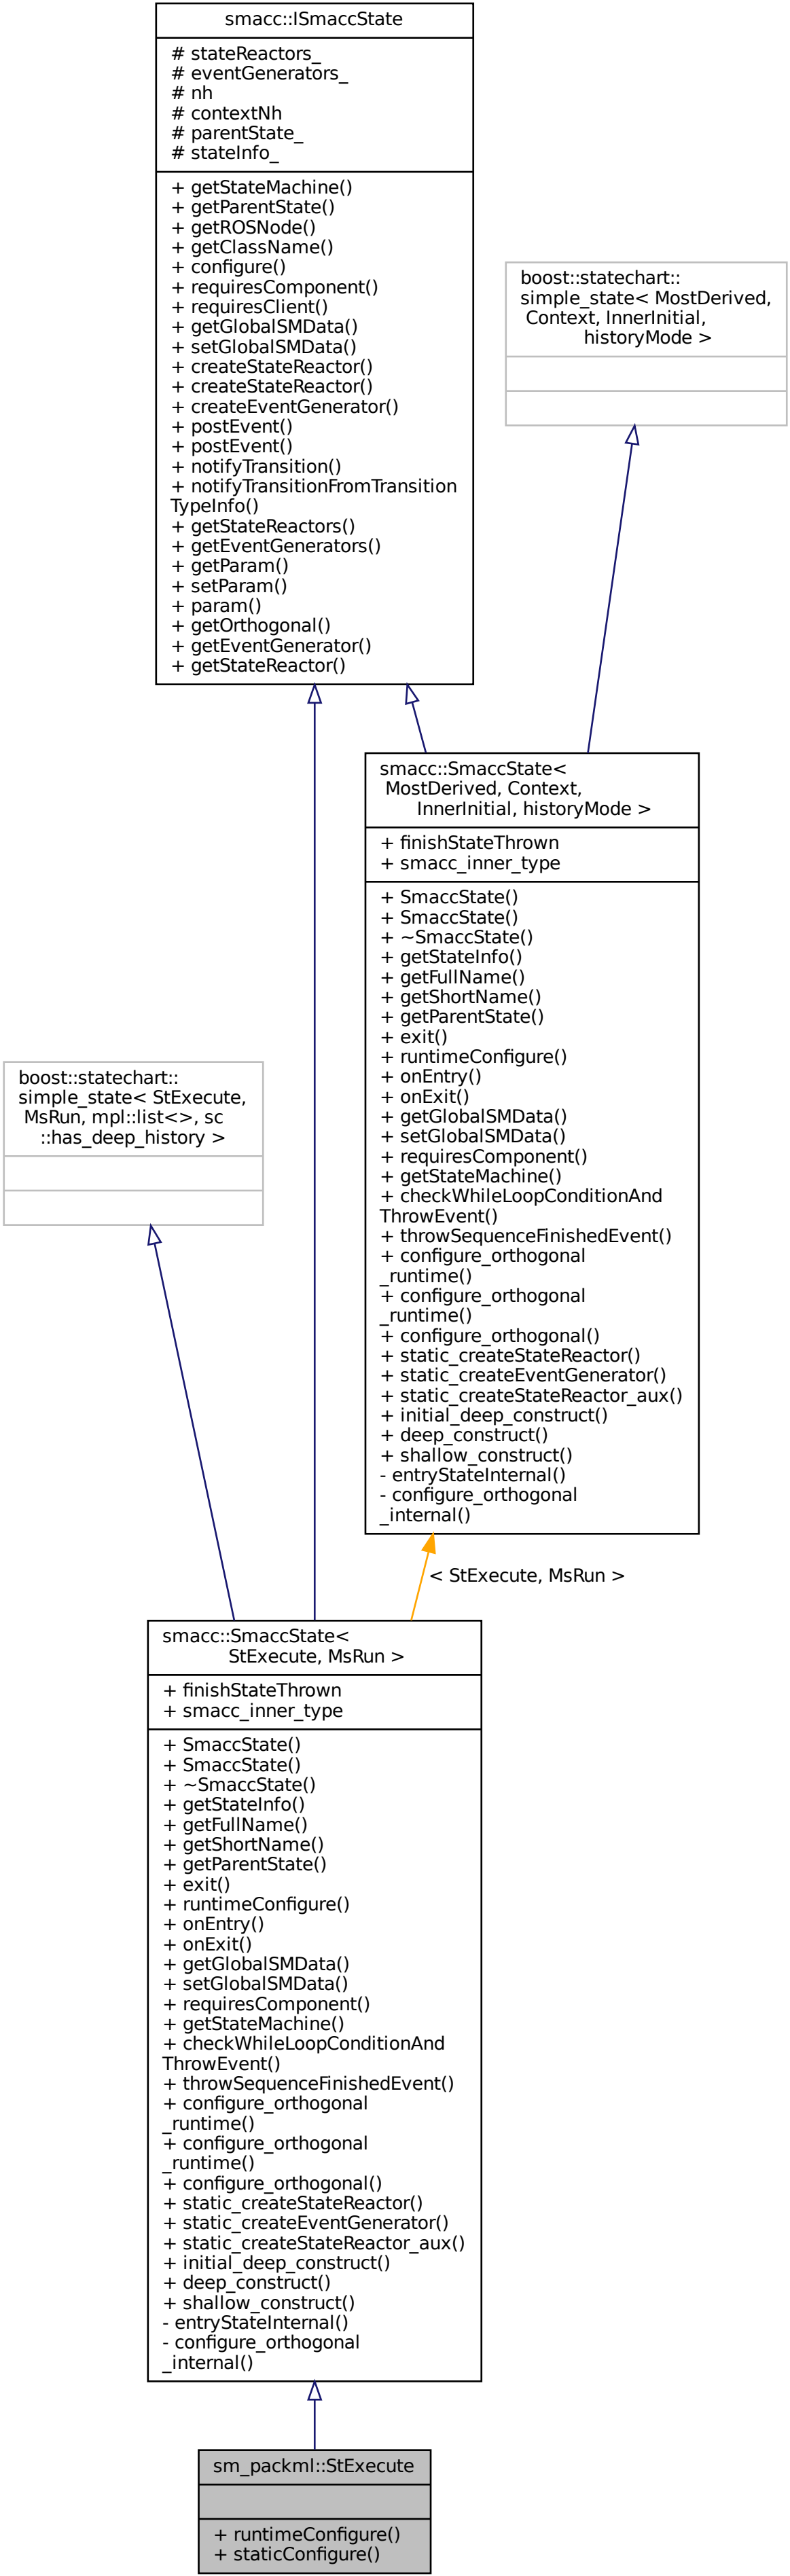 smacc::ISmaccState
# stateReactors_
# eventGenerators_
# nh
# contextNh
# parentState_
# stateInfo_
+ getStateMachine()
+ getParentState()
+ getROSNode()
+ getClassName()
+ configure()
+ requiresComponent()
+ requiresClient()
+ getGlobalSMData()
+ setGlobalSMData()
+ createStateReactor()
+ createStateReactor()
+ createEventGenerator()
+ postEvent()
+ postEvent()
+ notifyTransition()
+ notifyTransitionFromTransition
TypeInfo()
+ getStateReactors()
+ getEventGenerators()
+ getParam()
+ setParam()
+ param()
+ getOrthogonal()
+ getEventGenerator()
+ getStateReactor()
boost::statechart::
simple_state< MostDerived,
Context, InnerInitial,
historyMode >
smacc::SmaccState<
MostDerived, Context,
InnerInitial, historyMode >
+ finishStateThrown
+ smacc_inner_type
+ SmaccState()
+ SmaccState()
+ ~SmaccState()
+ getStateInfo()
+ getFullName()
+ getShortName()
+ getParentState()
+ exit()
+ runtimeConfigure()
+ onEntry()
+ onExit()
+ getGlobalSMData()
+ setGlobalSMData()
+ requiresComponent()
+ getStateMachine()
+ checkWhileLoopConditionAnd
ThrowEvent()
+ throwSequenceFinishedEvent()
+ configure_orthogonal
_runtime()
+ configure_orthogonal
_runtime()
+ configure_orthogonal()
+ static_createStateReactor()
+ static_createEventGenerator()
+ static_createStateReactor_aux()
+ initial_deep_construct()
+ deep_construct()
+ shallow_construct()
- entryStateInternal()
- configure_orthogonal
_internal()
boost::statechart::
simple_state< StExecute,
MsRun, mpl::list<>, sc
::has_deep_history >
< StExecute, MsRun >
smacc::SmaccState<
StExecute, MsRun >
+ finishStateThrown
+ smacc_inner_type
+ SmaccState()
+ SmaccState()
+ ~SmaccState()
+ getStateInfo()
+ getFullName()
+ getShortName()
+ getParentState()
+ exit()
+ runtimeConfigure()
+ onEntry()
+ onExit()
+ getGlobalSMData()
+ setGlobalSMData()
+ requiresComponent()
+ getStateMachine()
+ checkWhileLoopConditionAnd
ThrowEvent()
+ throwSequenceFinishedEvent()
+ configure_orthogonal
_runtime()
+ configure_orthogonal
_runtime()
+ configure_orthogonal()
+ static_createStateReactor()
+ static_createEventGenerator()
+ static_createStateReactor_aux()
+ initial_deep_construct()
+ deep_construct()
+ shallow_construct()
- entryStateInternal()
- configure_orthogonal
_internal()
sm_packml::StExecute
+ runtimeConfigure()
+ staticConfigure()